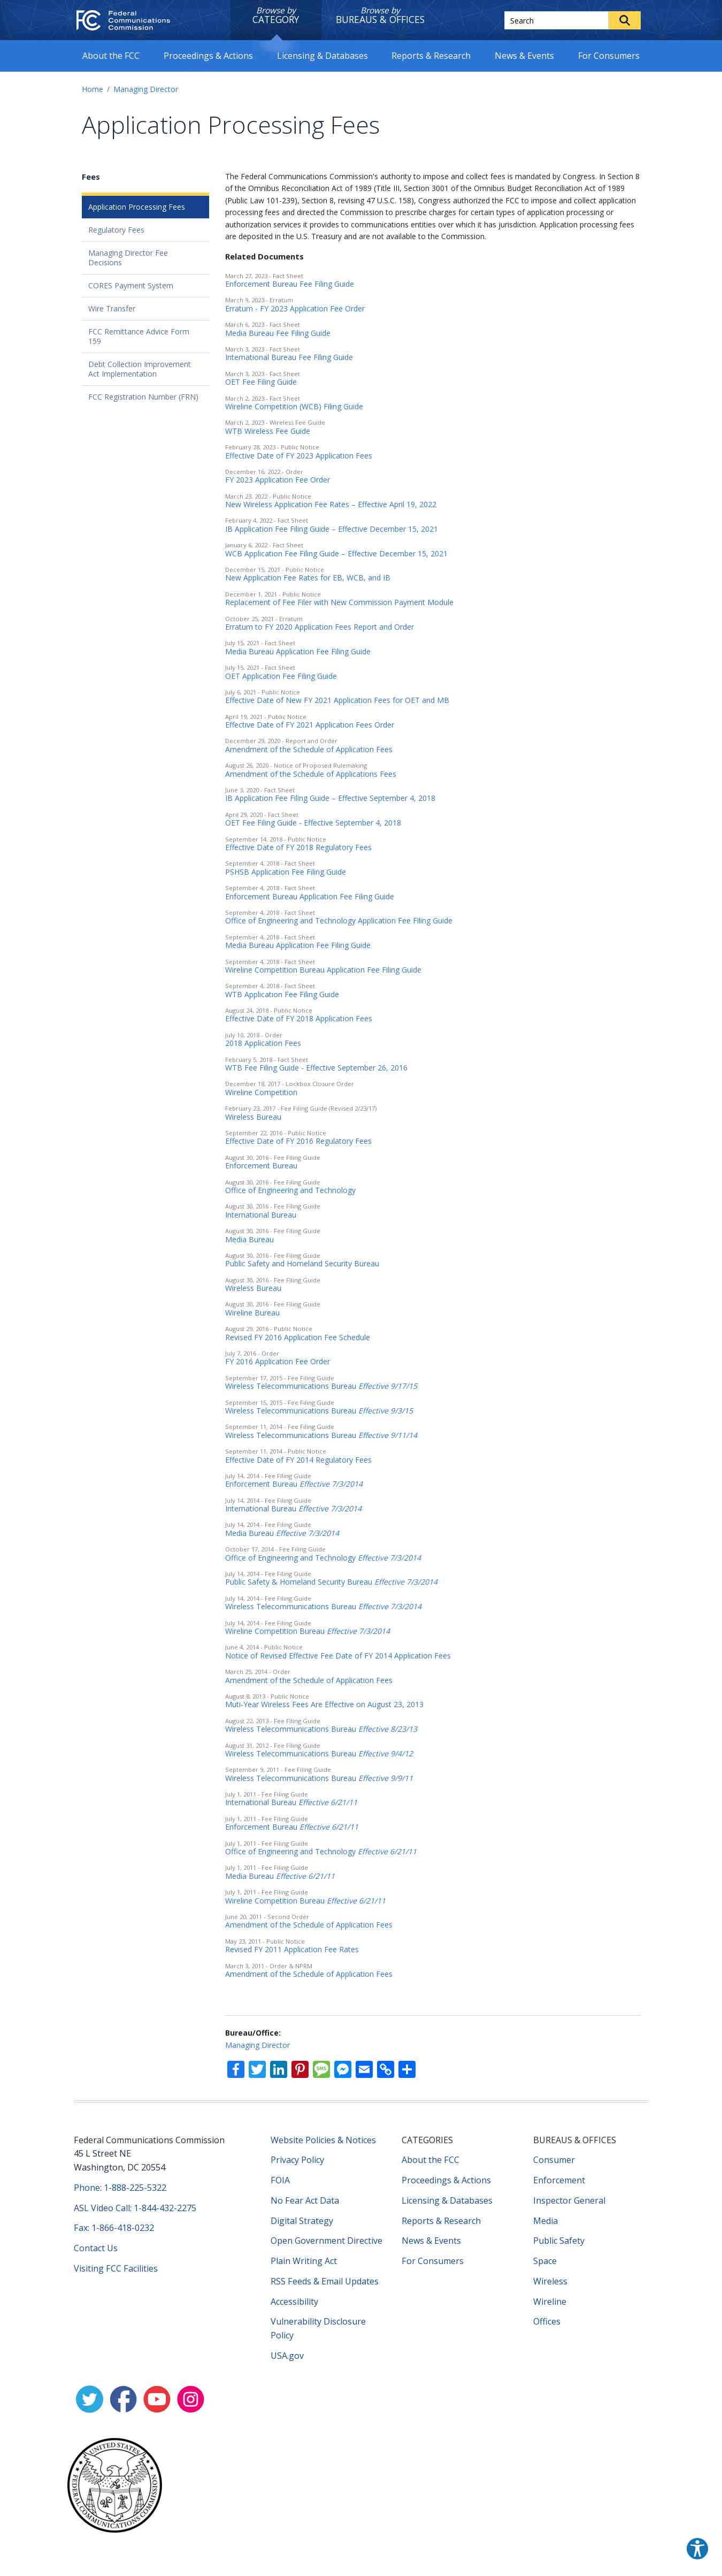 FCC Federal
Communications
Commission
Browse by
CATEGORY
Browse by
BUREAUS & OFFICES
Search
About the FCC
Proceedings & Actions
Licensing & Databases
Reports & Research
News & Events
For Consumers
Home / Managing Director
Application Processing Fees
Fees
Application Processing Fees
Regulatory Fees
Managing Director Fee
Decisions
CORES Payment System
Wire Transfer
FCC Remittance Advice Form
159
Debt Collection Improvement
Act Implementation
FCC Registration Number (FRN)
The Federal Communications Commission's authority to impose and collect fees is mandated by Congress. In Section 8
of the Omnibus Reconciliation Act of 1989 (Title III, Section 3001 of the Omnibus Budget Reconciliation Act of 1989
(Public Law 101-239), Section 8, revising 47 U.S.C. 158), Congress authorized the FCC to impose and collect application
processing fees and directed the Commission to prescribe charges for certain types of application processing or
authorization services it provides to communications entities over which it has jurisdiction. Application processing fees
are deposited in the U.S. Treasury and are not available to the Commission.
Related Documents
March 27, 2023 - Fact Sheet
Enforcement Bureau Fee Filing Guide
March 9, 2023 - Erratum
Erratum - FY 2023 Application Fee Order
March 6, 2023 - Fact Sheet
Media Bureau Fee Filing Guide
March 3, 2023 - Fact Sheet
International Bureau Fee Filing Guide
March 3, 2023 - Fact Sheet
OET Fee Filing Guide
March 2, 2023 - Fact Sheet
Wireline Competition (WCB) Filing Guide
March 2, 2023 - Wireless Fee Guide
WTB Wireless Fee Guide
February 28, 2023 - Public Notice
Effective Date of FY 2023 Application Fees
December 16, 2022 - Order
FY 2023 Application Fee Order
March 23, 2022 - Public Notice
New Wireless Application Fee Rates – Effective April 19, 2022
February 4, 2022 - Fact Sheet
IB Application Fee Filing Guide – Effective December 15, 2021
January 6, 2022 - Fact Sheet
WCB Application Fee Filing Guide – Effective December 15, 2021
December 15, 2021 - Public Notice
New Application Fee Rates for EB, WCB, and IB
December 1, 2021 - Public Notice
Replacement of Fee Filer with New Commission Payment Module
October 25, 2021 - Erratum
Erratum to FY 2020 Application Fees Report and Order
July 15, 2021 - Fact Sheet
Media Bureau Application Fee Filing Guide
July 15, 2021 - Fact Sheet
OET Application Fee Filing Guide
July 6, 2021 - Public Notice
Effective Date of New FY 2021 Application Fees for OET and MB
April 19, 2021 - Public Notice
Effective Date of FY 2021 Application Fees Order
December 29, 2020 - Report and Order
Amendment of the Schedule of Application Fees
August 26, 2020 - Notice of Proposed Rulemaking
Amendment of the Schedule of Applications Fees
June 3, 2020 - Fact Sheet
IB Application Fee Filing Guide – Effective September 4, 2018
April 29, 2020 - Fact Sheet
OET Fee Filing Guide - Effective September 4, 2018
September 14, 2018 - Public Notice
Effective Date of FY 2018 Regulatory Fees
September 4, 2018 - Fact Sheet
PSHSB Application Fee Filing Guide
September 4, 2018 - Fact Sheet
Enforcement Bureau Application Fee Filing Guide
September 4, 2018 - Fact Sheet
Office of Engineering and Technology Application Fee FIling Guide
September 4, 2018 - Fact Sheet
Media Bureau Application Fee Filing Guide
September 4, 2018 - Fact Sheet
Wireline Competition Bureau Application Fee Filing Guide
September 4, 2018 - Fact Sheet
WTB Application Fee Filing Guide
August 24, 2018 - Public Notice
Effective Date of FY 2018 Application Fees
July 10, 2018 - Order
2018 Application Fees
February 5, 2018 - Fact Sheet
WTB Fee Filing Guide - Effective September 26, 2016
December 18, 2017 - Lockbox Closure Order
Wireline Competition
February 23, 2017 - Fee Filing Guide (Revised 2/23/17)
Wireless Bureau
September 22, 2016 - Public Notice
Effective Date of FY 2016 Regulatory Fees
August 30, 2016 - Fee Filing Guide
Enforcement Bureau
August 30, 2016 - Fee Filing Guide
Office of Engineering and Technology
August 30, 2016 - Fee Filing Guide
International Bureau
August 30, 2016 - Fee Filing Guide
Media Bureau
August 30, 2016 - Fee Filing Guide
Public Safety and Homeland Security Bureau
August 30, 2016 - Fee Filing Guide
Wireless Bureau
August 30, 2016 - Fee Filing Guide
Wireline Bureau
August 29, 2016 - Public Notice
Revised FY 2016 Application Fee Schedule
July 7, 2016 - Order
FY 2016 Application Fee Order
September 17, 2015 - Fee Filing Guide
Wireless Telecommunications Bureau Effective 9/17/15
September 15, 2015 - Fee Filing Guide
Wireless Telecommunications Bureau Effective 9/3/15
September 11, 2014 - Fee Filing Guide
Wireless Telecommunications Bureau Effective 9/11/14
September 11, 2014 - Public Notice
Effective Date of FY 2014 Regulatory Fees
July 14, 2014 - Fee Filing Guide
Enforcement Bureau Effective 7/3/2014
July 14, 2014 - Fee Filing Guide
International Bureau Effective 7/3/2014
July 14, 2014 - Fee Filing Guide
Media Bureau Effective 7/3/2014
October 17, 2014 - Fee Filing Guide
Office of Engineering and Technology Effective 7/3/2014
July 14, 2014 - Fee Filing Guide
Public Safety & Homeland Security Bureau Effective 7/3/2014
July 14, 2014 - Fee Filing Guide
Wireless Telecommunications Bureau Effective 7/3/2014
July 14, 2014 - Fee Filing Guide
Wireline Competition Bureau Effective 7/3/2014
June 4, 2014 - Public Notice
Notice of Revised Effective Fee Date of FY 2014 Application Fees
March 25, 2014 - Order
Amendment of the Schedule of Application Fees
August 8, 2013 - Public Notice
Muti-Year Wireless Fees Are Effective on August 23, 2013
August 22, 2013 - Fee Filing Guide
Wireless Telecommunications Bureau Effective 8/23/13
August 31, 2012 - Fee Filing Guide
Wireless Telecommunications Bureau Effective 9/4/12
September 9, 2011 - Fee Filing Guide
Wireless Telecommunications Bureau Effective 9/9/11
July 1, 2011 - Fee Filing Guide
International Bureau Effective 6/21/11
July 1, 2011 - Fee Filing Guide
Enforcement Bureau Effective 6/21/11
July 1, 2011 - Fee Filing Guide
Office of Engineering and Technology Effective 6/21/11
July 1, 2011 - Fee Filing Guide
Media Bureau Effective 6/21/11
July 1, 2011 - Fee Filing Guide
Wireline Competition Bureau Effective 6/21/11
June 20, 2011 - Second Order
Amendment of the Schedule of Application Fees
May 23, 2011 - Public Notice
Revised FY 2011 Application Fee Rates
March 3, 2011 - Order & NPRM
Amendment of the Schedule of Application Fees
Bureau/Office:
Managing Director
Federal Communications Commission
45 L Street NE
Washington, DC 20554
Phone: 1-888-225-5322
ASL Video Call: 1-844-432-2275
Fax: 1-866-418-0232
Contact Us
Visiting FCC Facilities
Website Policies & Notices
Privacy Policy
FOIA
No Fear Act Data
Digital Strategy
Open Government Directive
Plain Writing Act
RSS Feeds & Email Updates
Accessibility
Vulnerability Disclosure
Policy
USA.gov
CATEGORIES
About the FCC
Proceedings & Actions
Licensing & Databases
Reports & Research
News & Events
For Consumers
BUREAUS & OFFICES
Consumer
Enforcement
Inspector General
Media
Public Safety
Space
Wireless
Wireline
Offices
FEDERAL COMMUNICATIONS COMMISSION